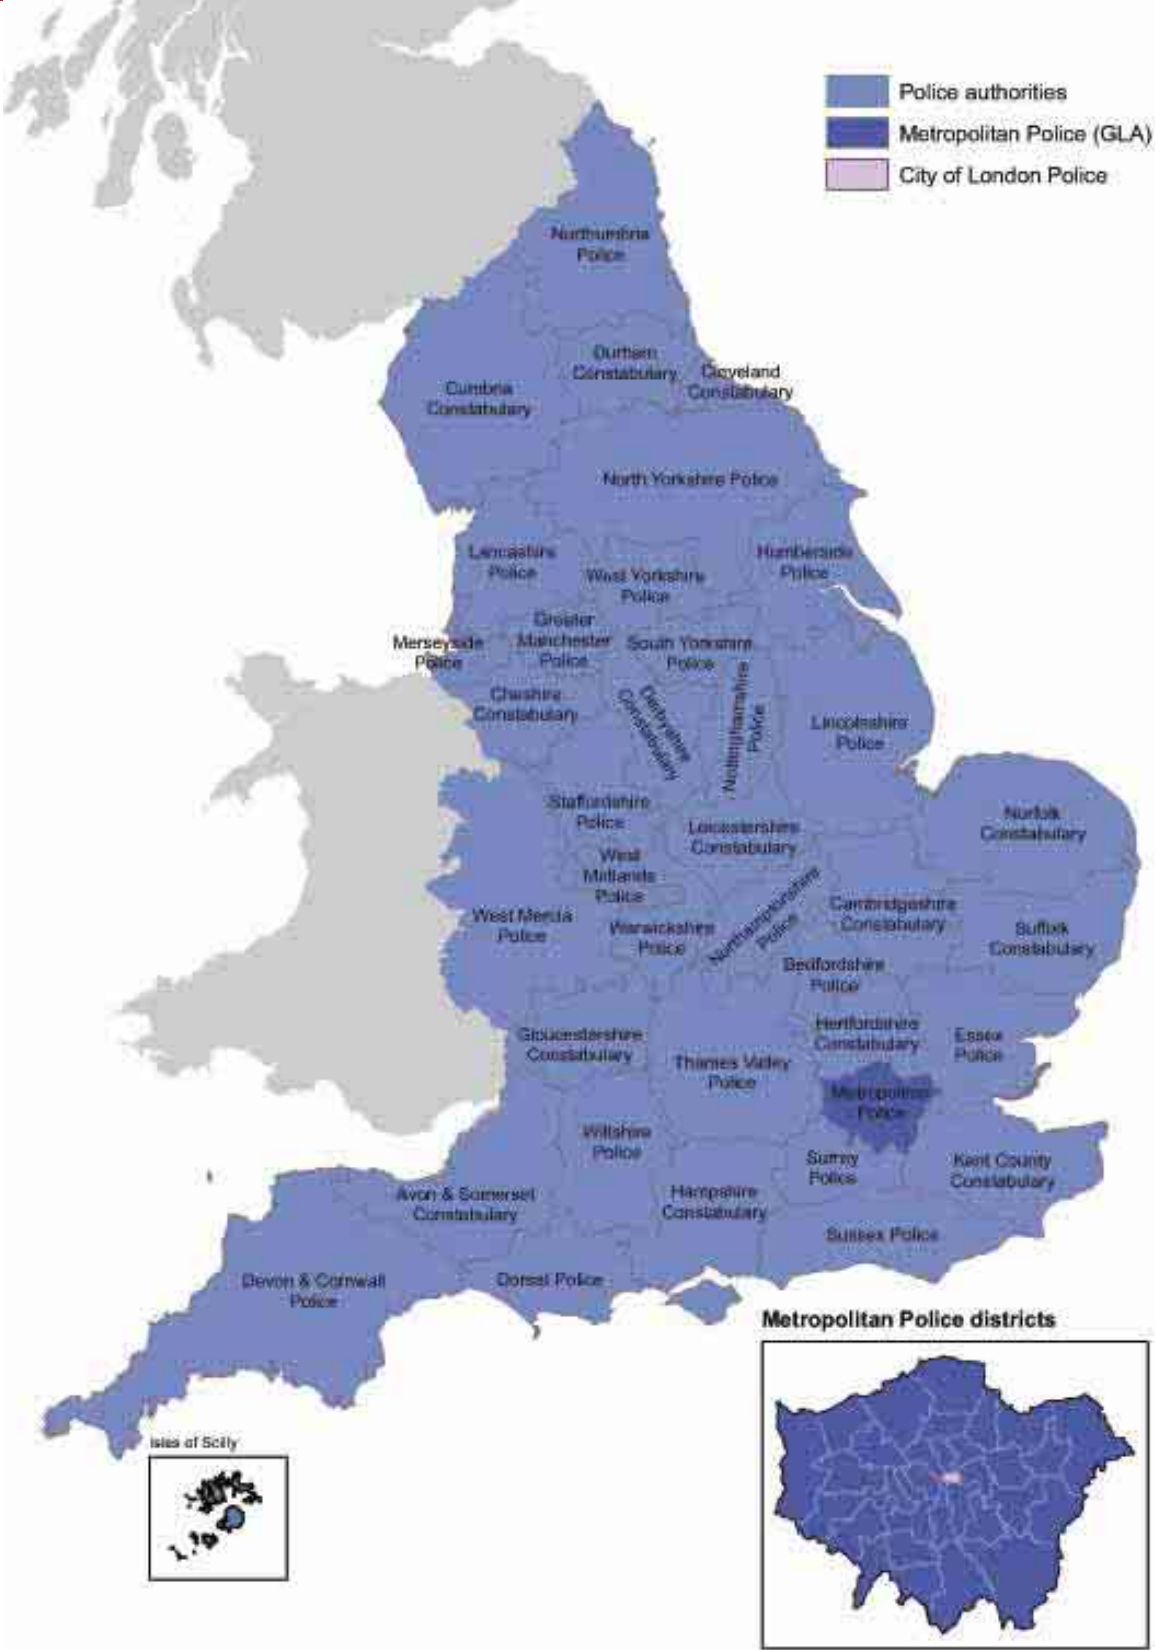 Police authorities
Metropolitan Police (GLA)
City of London Police
Northumbria
Police
Durham
Constabulary
Cleveland
Constabulary
Cumbria
Constabulary
North Yorkshire Police
Lancashire
Police
West Yorkshire
Police
Humberside
Police
Merseyside
Police
Greater
Manchester
Police
South Yorkshire
Police
Cheshire
Constabulary
Derbyshire
Constabulary
Nottinghamshire
Police
Lincolnshire
Police
Staffordshire
Police
Leicestershire
Constabulary
Norfolk
Constabulary
West
Midlands
Police
West Mercia
Police
Warwickshire
Police
Northamptonshire
Police
Cambridgeshire
Constabulary
Suffolk
Constabulary
Bedfordshire
Police
Gloucestershire
Constabulary
Thames Valley
Police
Hertfordshire
Constabulary
Essex
Police
Metropolitan
Police
Wiltshire
Police
Surrey
Police
Kent County
Constabulary
Avon & Somerset
Constabulary
Hampshire
Constabulary
Sussex Police
Devon & Cornwall
Police
Dorset Police
Metropolitan Police districts
Isles of Scilly